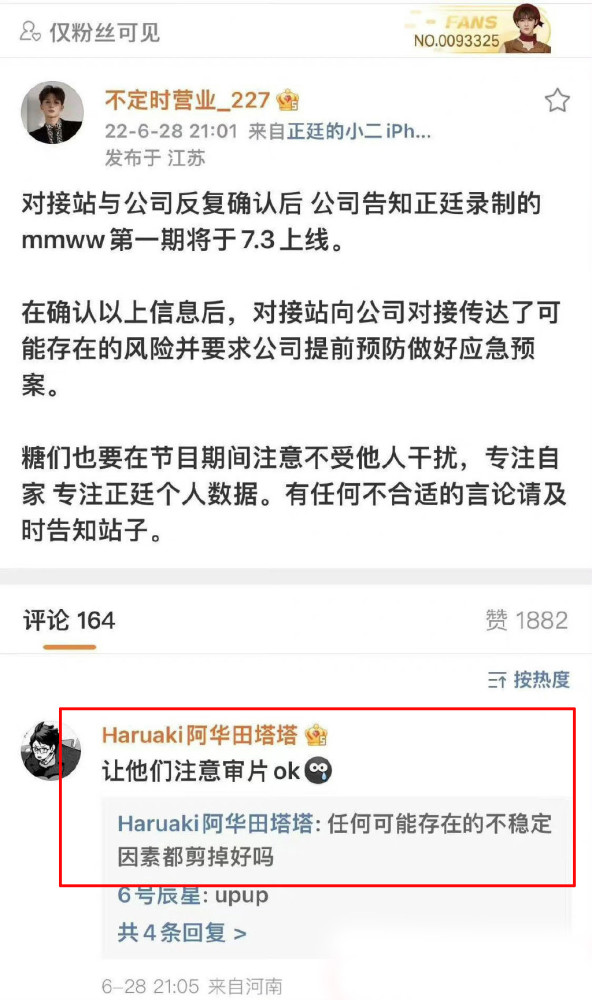 仅粉丝可见
FANS
NO.0093325
不定时营业_227
22-6-28 21:01 来自正廷的小二iPh...
发布于 江苏
对接站与公司反复确认后 公司告知正廷录制的
mmww第一期将于7.3上线。
在确认以上信息后，对接站向公司对接传达了可
能存在的风险并要求公司提前预防做好应急预
案。
糖们也要在节目期间注意不受他人干扰，专注自
家 专注正廷个人数据。有任何不合适的言论请及
时告知站子。
评论 164
赞 1882
按热度
Haruaki阿华田塔塔
让他们注意审片ok
Haruaki阿华田塔塔: 任何可能存在的不稳定
因素都剪掉好吗
6号辰星: upup
共4条回复 >
6-28 21:05 来自河南